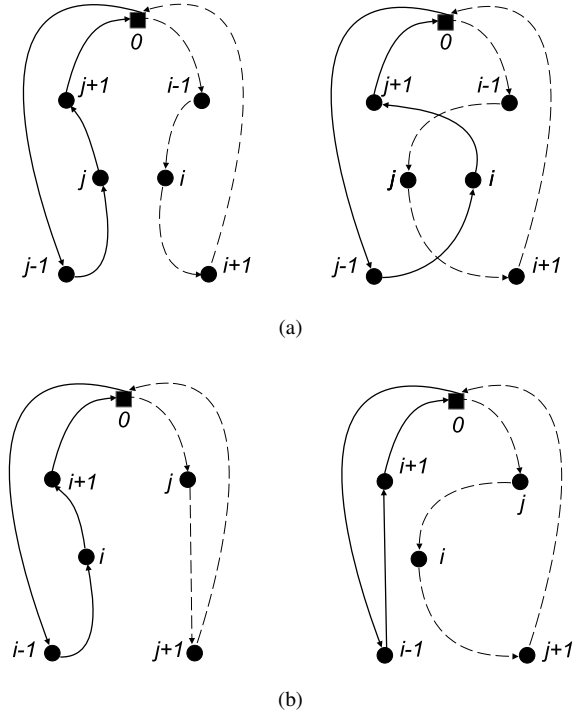 0 0
j+1 i-1 j+1 i-1
j i j i
j-1 i+1 j-1 i+1
(a)
0 0
i+1 j i+1 j
i i
i-1 j+1 i-1 j+1
(b)